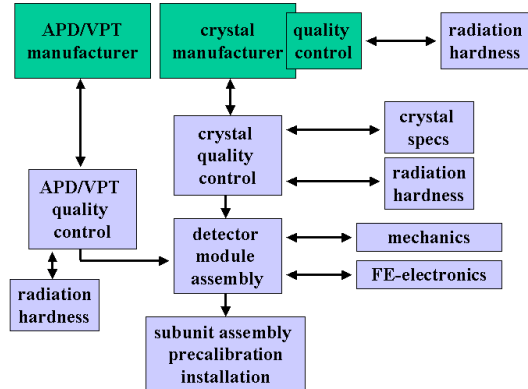 APD/VPT
manufacturer
crystal
manufacturer
quality
control
radiation
hardness
crystal
quality
control
crystal
specs
radiation
hardness
APD/VPT
quality
control
detector
module
assembly
mechanics
FE-electronics
radiation
hardness
subunit assembly
precalibration
installation